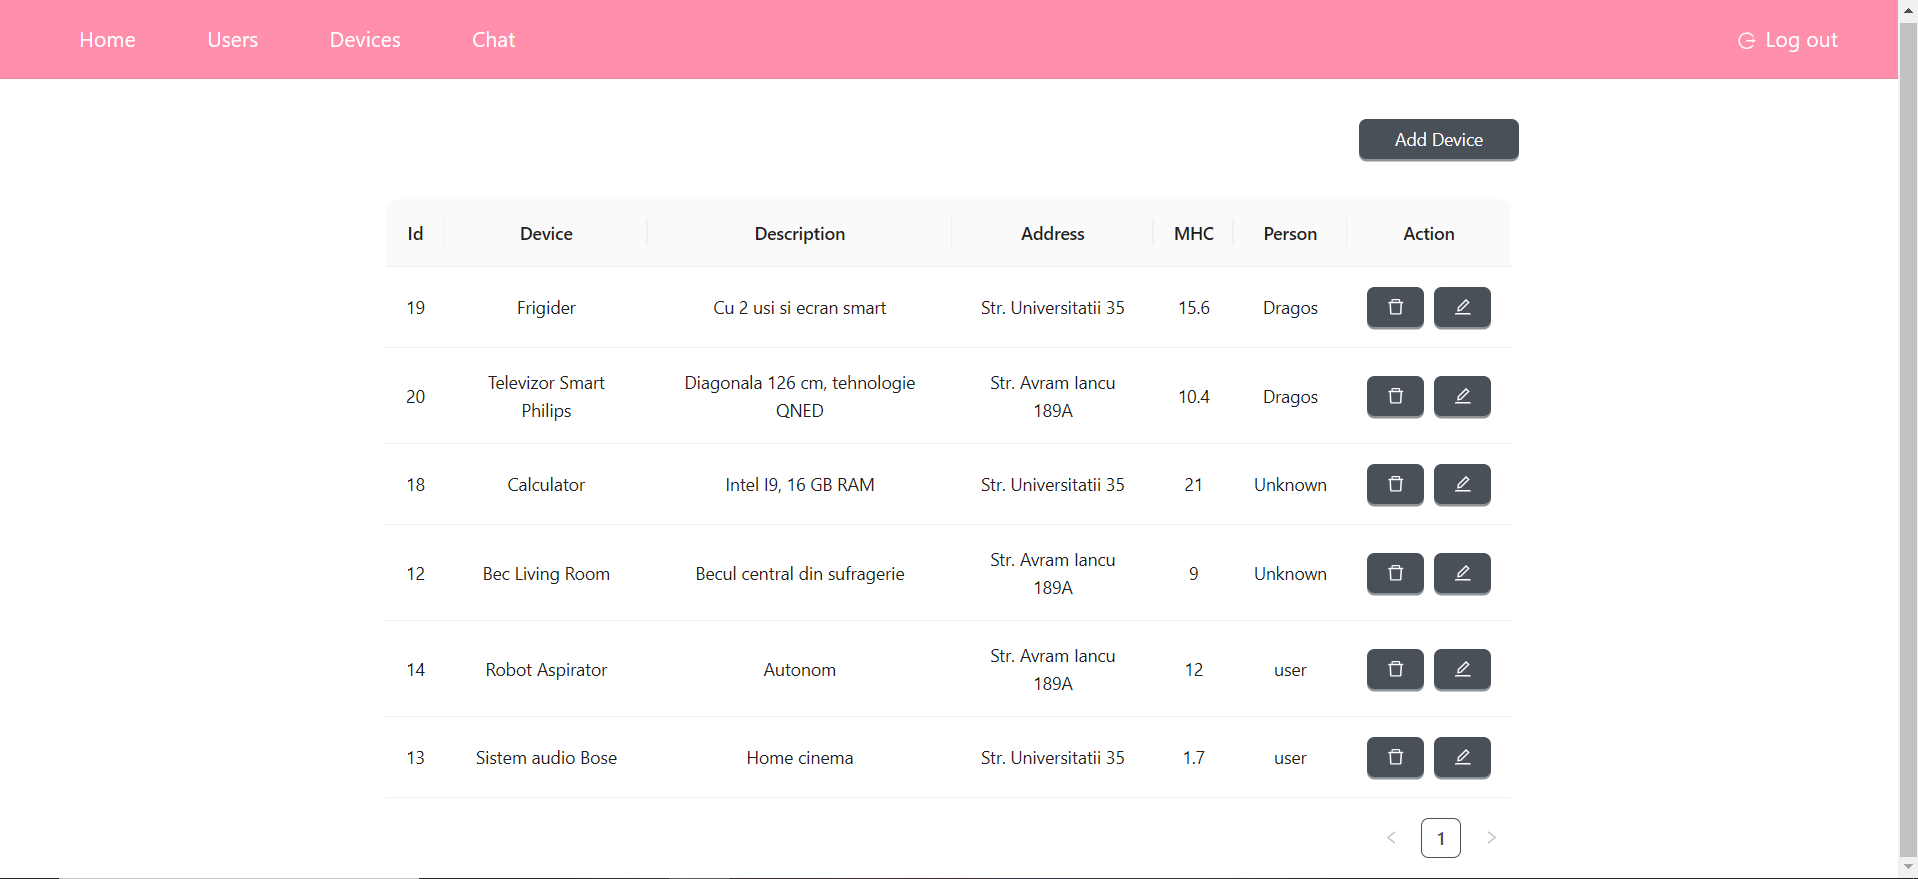 Home Users Devices Chat Log out
Add Device
Id Device Description Address MHC Person Action
19 Frigider Cu 2 usi si ecran smart Str. Universitatii 35 15.6 Dragos
20 Televizor Smart Philips Diagonala 126 cm, tehnologie QNED Str. Avram Iancu 189A 10.4 Dragos
18 Calculator Intel I9, 16 GB RAM Str. Universitatii 35 21 Unknown
12 Bec Living Room Becul central din sufragerie Str. Avram Iancu 189A 9 Unknown
14 Robot Aspirator Autonom Str. Avram Iancu 189A 12 user
13 Sistem audio Bose Home cinema Str. Universitatii 35 1.7 user
< 1 >